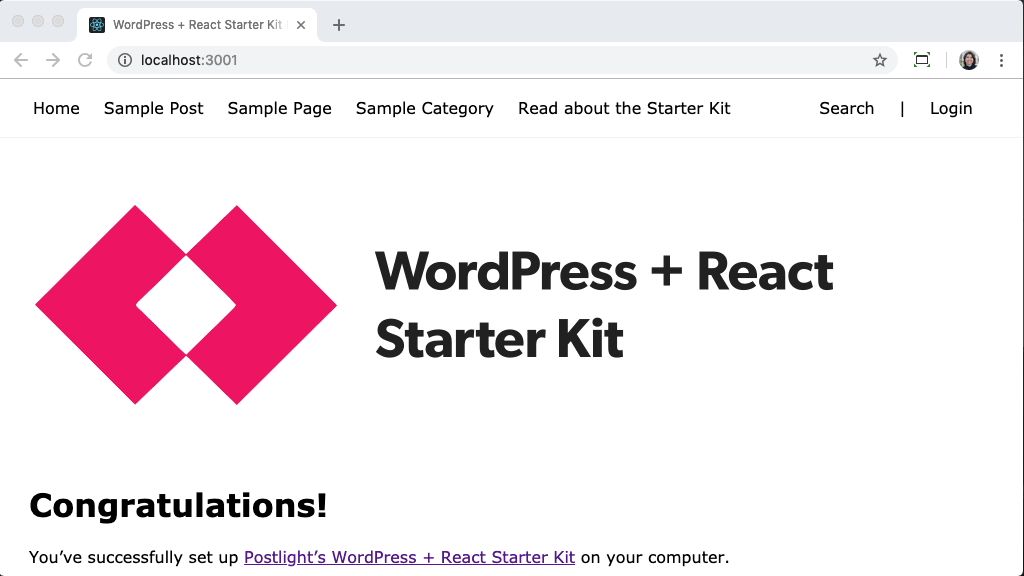 WordPress + React Starter Kit
localhost:3001
Home Sample Post Sample Page Sample Category Read about the Starter Kit Search | Login
WordPress + React
Starter Kit
Congratulations!
You’ve successfully set up Postlight’s WordPress + React Starter Kit on your computer.